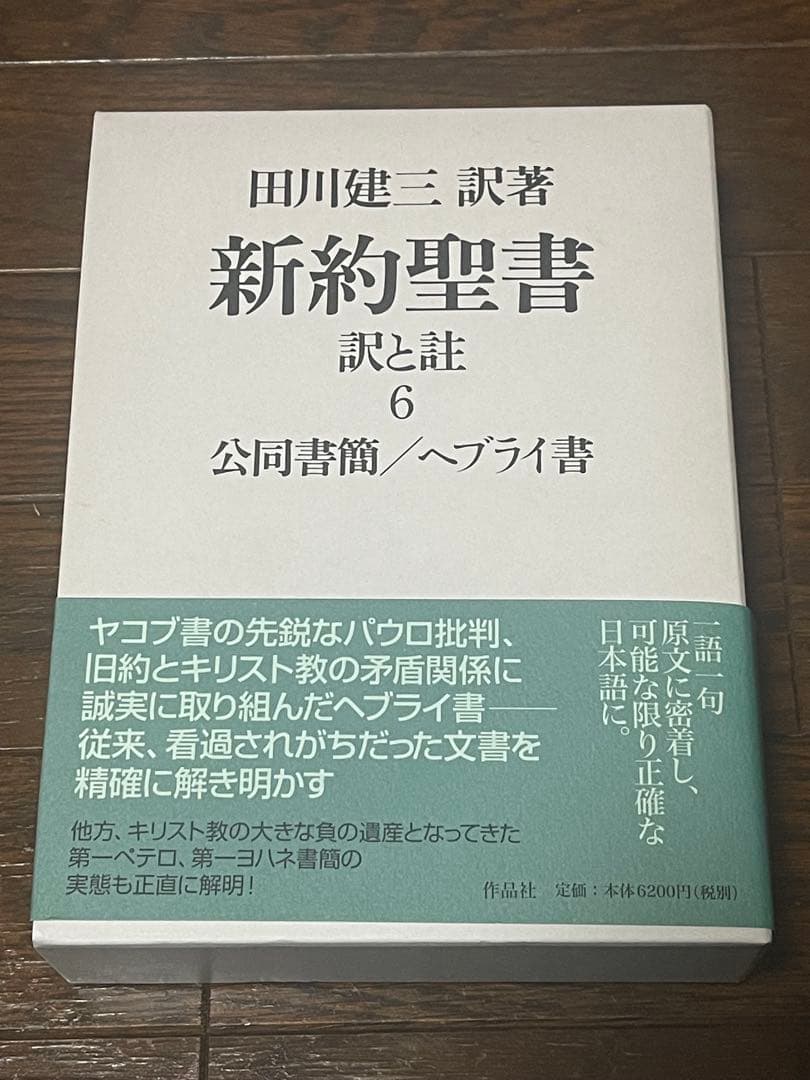 田川建三 訳著
新約聖書
訳と註
6
公同書簡／ヘブライ書
一語一句
原文に密着し、
可能な限り正確な
日本語に。
ヤコブ書の先鋭なパウロ批判、
旧約とキリスト教の矛盾関係に
誠実に取り組んだヘブライ書――
従来、看過されがちだった文書を
精確に解き明かす
他方、キリスト教の大きな負の遺産となってきた
第一ペテロ、第一ヨハネ書簡の
実態も正直に解明！
作品社 定価：本体6200円（税別）